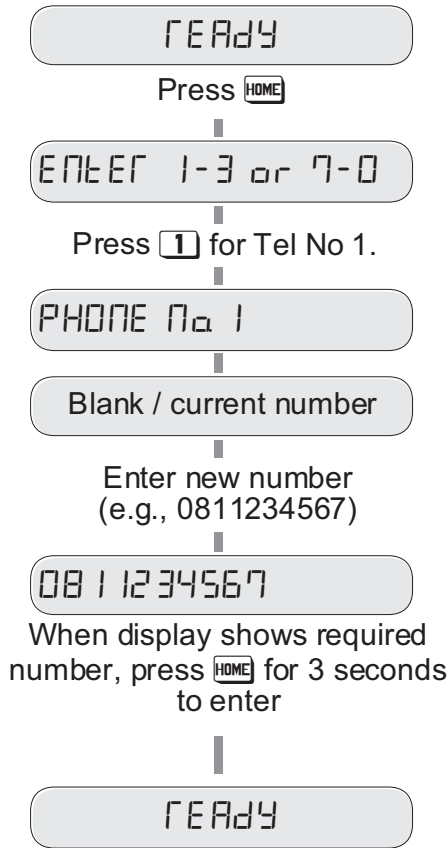 rEAdY
Press HOME
ENtEr 1-3 or 7-0
Press 1 for Tel No 1.
PHONE No 1
Blank / current number
Enter new number
(e.g., 0811234567)
0811234567
When display shows required
number, press HOME for 3 seconds
to enter
rEAdY